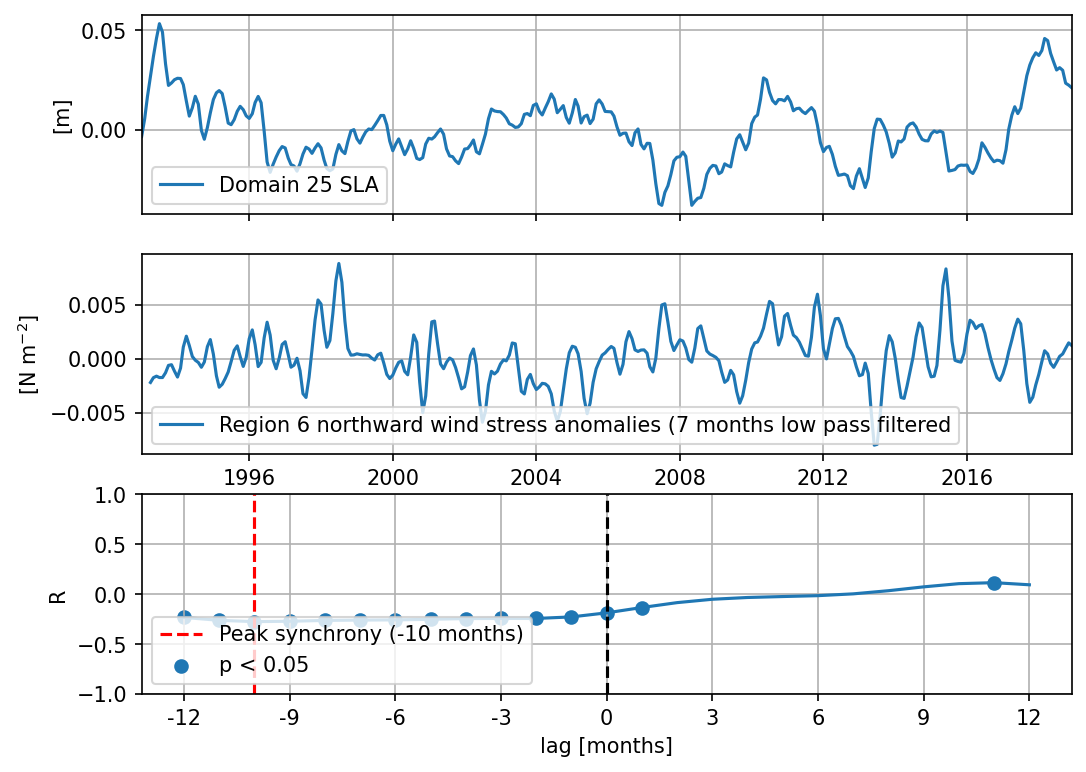 0.05
0.00
[m]
Domain 25 SLA
0.005
0.000
−0.005
[N m⁻²]
Region 6 northward wind stress anomalies (7 months low pass filtered
1996 2000 2004 2008 2012 2016
1.0
0.5
0.0
−0.5
−1.0
R
Peak synchrony (-10 months)
p < 0.05
-12 -9 -6 -3 0 3 6 9 12
lag [months]